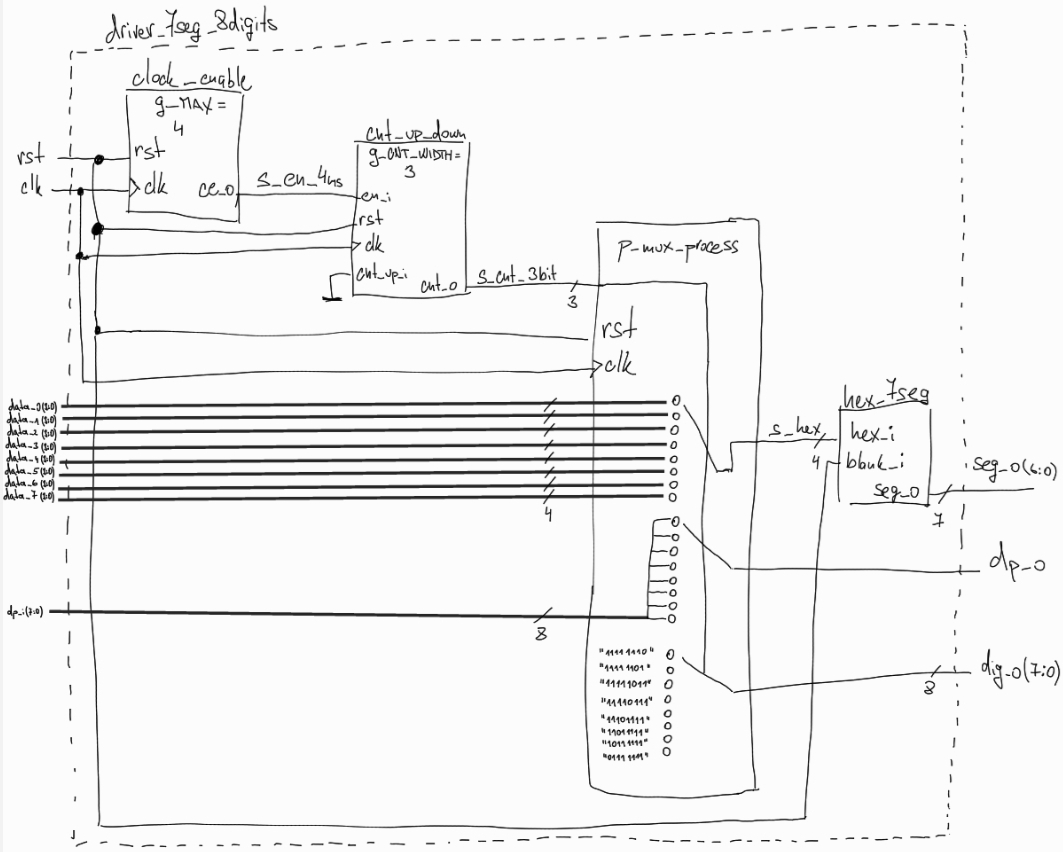 driver_7seg_8digits
clock_enable
g_MAX =
4
rst
clk
rst
clk
ce_o
s_en_4ns
cnt_up_down
g_CNT_WIDTH =
3
en_i
rst
clk
cnt_up_i
cnt_o
s_cnt_3bit
3
p_mux_process
rst
clk
data_0(3:0)
data_1(3:0)
data_2(3:0)
data_3(3:0)
data_4(3:0)
data_5(3:0)
data_6(3:0)
data_7(3:0)
4
s_hex
4
hex_7seg
hex_i
blank_i
seg_o
seg_o(6:0)
7
dp_o
dp_i(7:0)
8
"11111110"
"11111101"
"11111011"
"11110111"
"11101111"
"1011111"
"0111111"
dig_o(7:0)
8